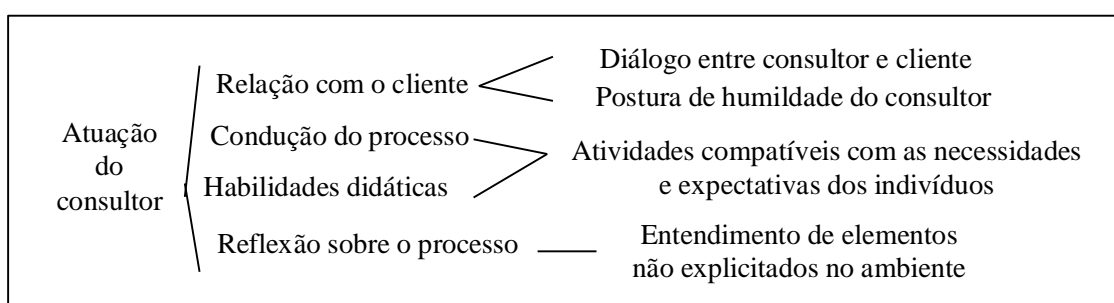 Atuação
do
consultor
Relação com o cliente
Condução do processo
Habilidades didáticas
Reflexão sobre o processo
Diálogo entre consultor e cliente
Postura de humildade do consultor
Atividades compatíveis com as necessidades
e expectativas dos indivíduos
Entendimento de elementos
não explicitados no ambiente